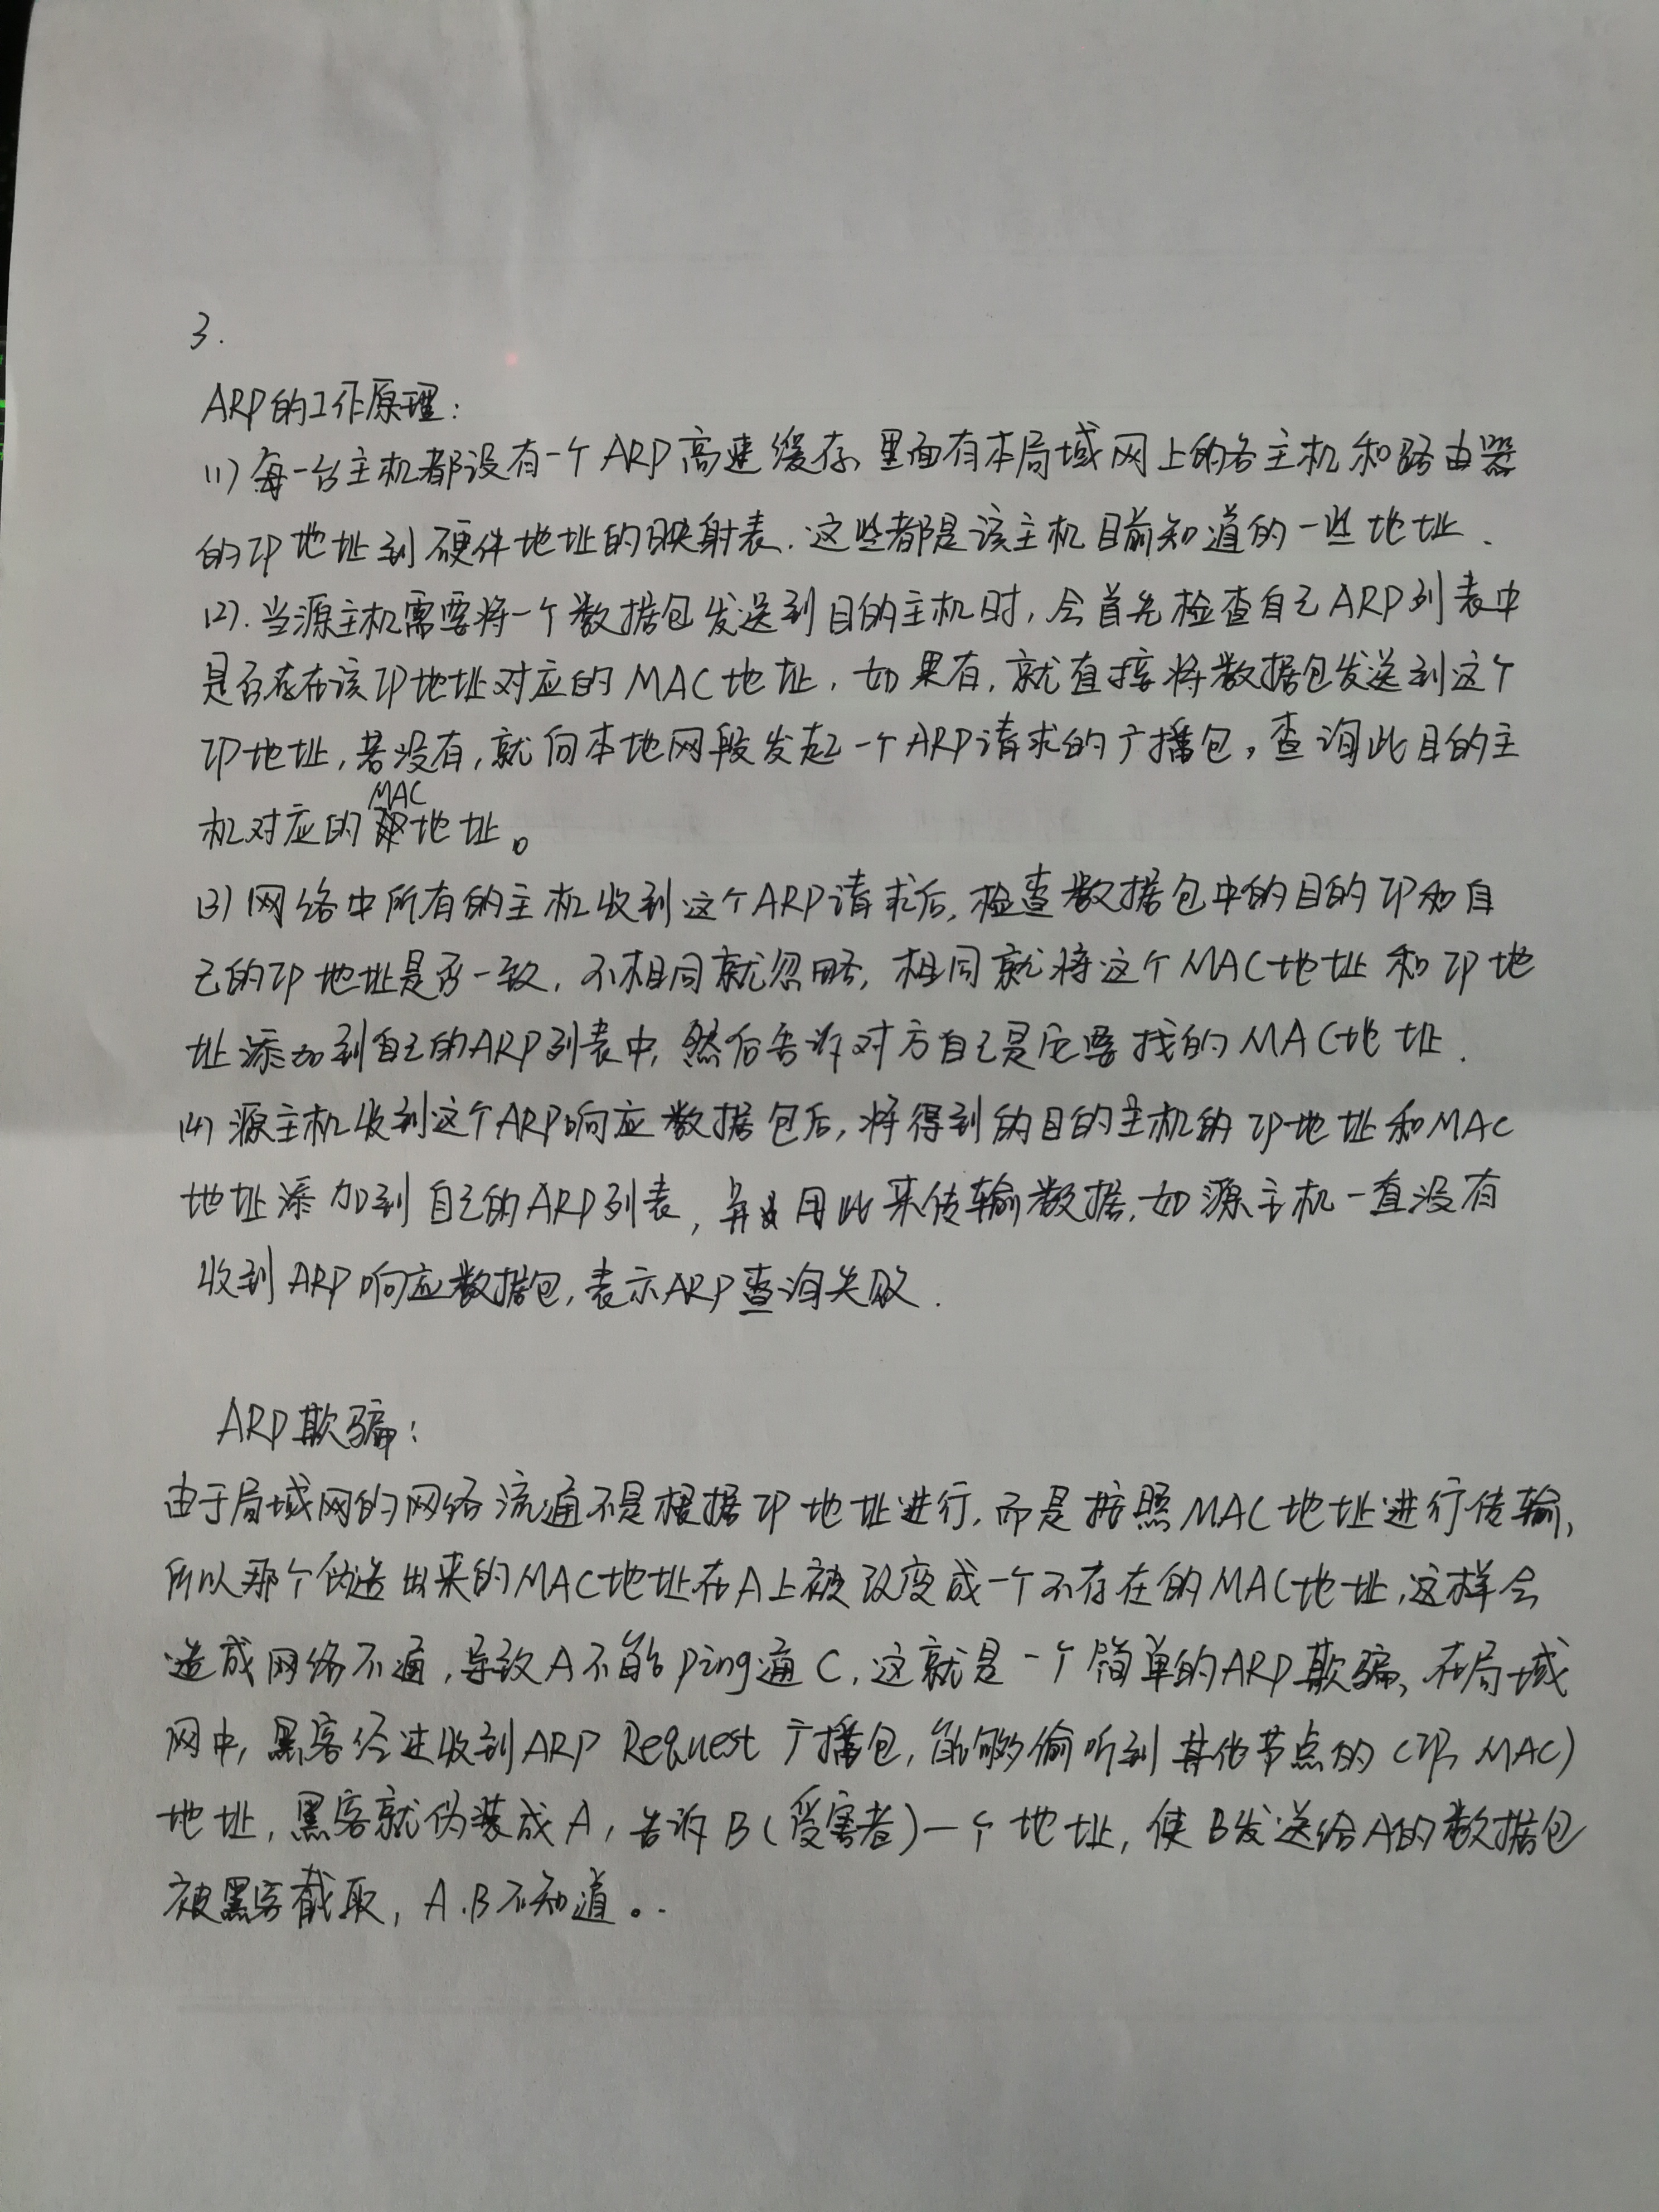 3.
ARP的工作原理:
(1) 每一台主机都设有一个ARP高速缓存,里面有本局域网上的各主机和路由器
的IP地址到硬件地址的映射表.这些都是该主机目前知道的一些地址.
(2).当源主机需要将一个数据包发送到目的主机时,会首先检查自己ARP列表中
是否存在该IP地址对应的MAC地址,如果有,就直接将数据包发送到这个
IP地址,若没有,就向本地网段发起一个ARP请求的广播包,查询此目的主
机对应的MAC地址。
(3) 网络中所有的主机收到这个ARP请求后,检查数据包中的目的IP和自
己的IP地址是否一致,不相同就忽略,相同就将这个MAC地址和IP地
址添加到自己的ARP列表中,然后告诉对方自己是它要找的MAC地址.
(4) 源主机收到这个ARP响应数据包后,将得到的目的主机的IP地址和MAC
地址添加到自己的ARP列表,并用此来传输数据,如源主机一直没有
收到ARP响应数据包,表示ARP查询失败.
ARP欺骗:
由于局域网的网络流通不是根据IP地址进行,而是按照MAC地址进行传输,
所以那个伪造出来的MAC地址在A上被改变成一个不存在的MAC地址,这样会
造成网络不通,导致A不能Ping通C,这就是一个简单的ARP欺骗,在局域
网中,黑客经过收到ARP Request广播包,能够偷听到其他节点的(IP, MAC)
地址,黑客就伪装成A,告诉B(受害者)一个地址,使B发送给A的数据包
被黑客截取,A.B不知道。.